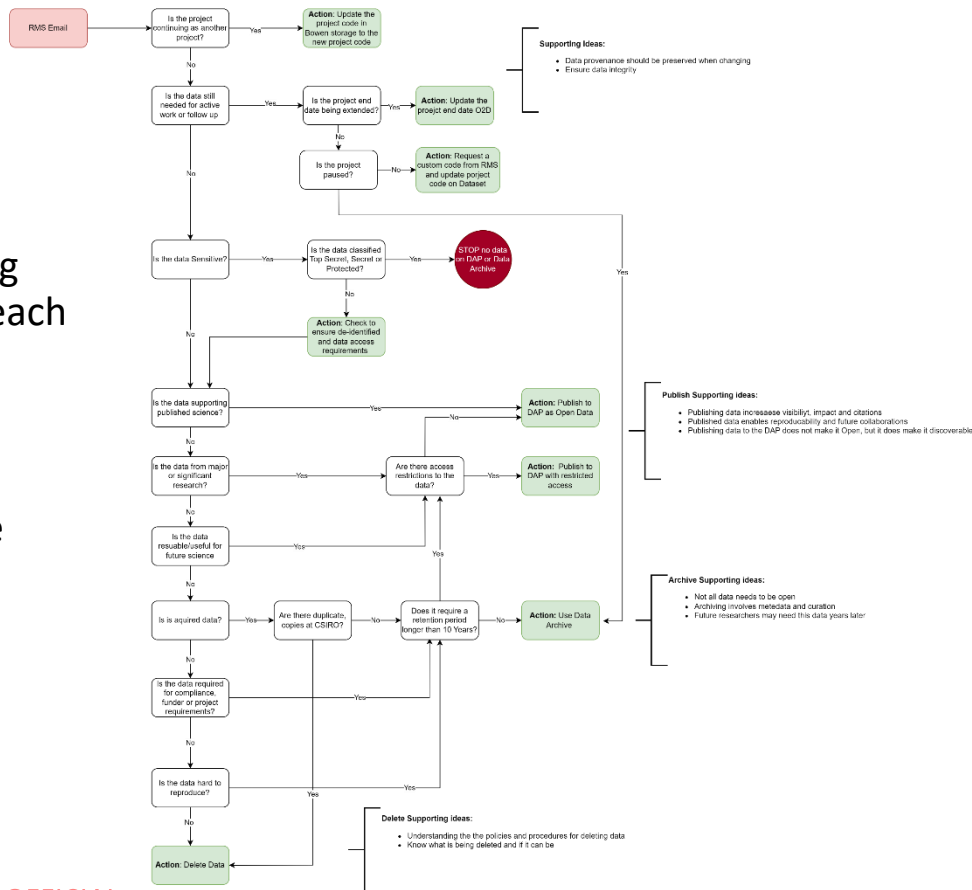 RMS Email
Is the project
continuing as another
project?
Yes
Action: Update the
project code in
Bowen storage to the
new project code
No
Supporting Ideas:
• Data provenance should be preserved when changing
• Ensure data integrity
Is the data still
needed for active
work or follow up
Yes
Is the project end
date being extended?
Yes
Action: Update the
proejct end date O2D
No
No
Is the project
paused?
No
Action: Request a
custom code from RMS
and update porject
code on Dataset
Yes
Is the data Sensitive?
Yes
Is the data classified
Top Secret, Secret or
Protected?
Yes
STOP no data
on DAP or Data
Archive
No
No
Action: Check to
ensure de-identified
and data access
requirements
g
each
e
Is the data supporting
published science?
Yes
Action: Publish to
DAP as Open Data
No
No
Publish Supporting ideas:
• Publishing data incresaese visibiliyt, impact and citations
• Published data enables reproducability and future collaborations
• Publishing data to the DAP does not make it Open, but it does make it discoverable
Is the data from major
or significant
research?
Yes
Are there access
restrictions to the
data?
Yes
Action: Publish to
DAP with restricted
access
No
Is the data
resuable/useful for
future science
Yes
Yes
No
Is is aquired data?
Yes
Are there duplicate,
copies at CSIRO?
No
Does it require a
retention period
longer than 10 Years?
No
Action: Use Data
Archive
Archive Supporting ideas:
• Not all data needs to be open
• Archiving involves metedata and curation
• Future researchers may need this data years later
No
Is the data required
for compliance,
funder or project
requirements?
Yes
No
Is the data hard to
reproduce?
Yes
Yes
No
Action: Delete Data
Delete Supporting ideas:
• Understanding the the policies and procedures for deleting data
• Know what is being deleted and if it can be